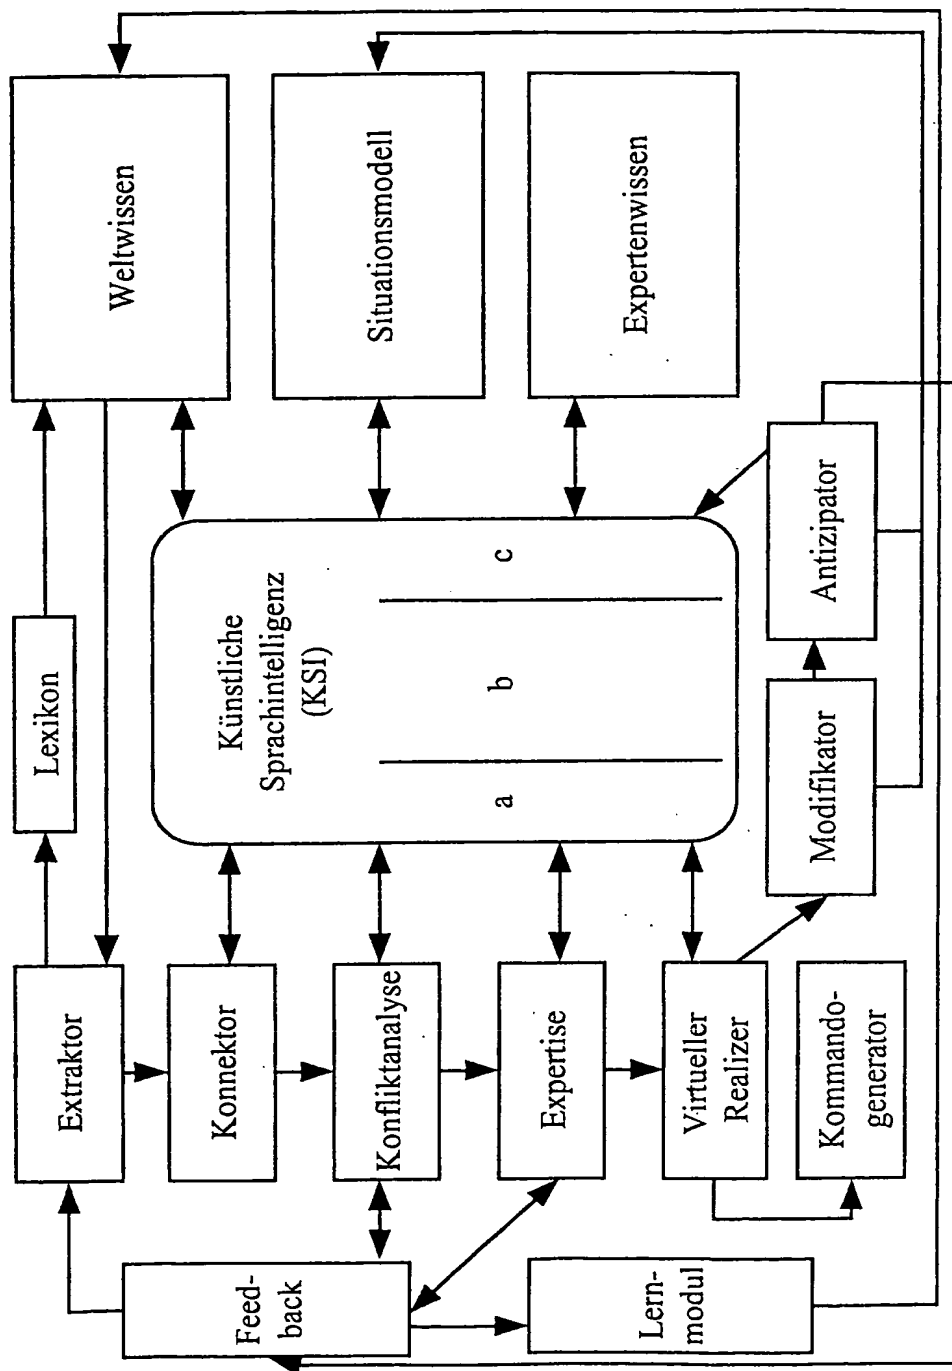 Feed-
back
Lern-
modul
Extraktor
Konnektor
Konfliktanalyse
Expertise
Virtueller
Realizer
Kommando-
generator
Lexikon
Künstliche
Sprachintelligenz
(KSI)
a
b
c
Modifikator
Antizipator
Weltwissen
Situationsmodell
Expertenwissen